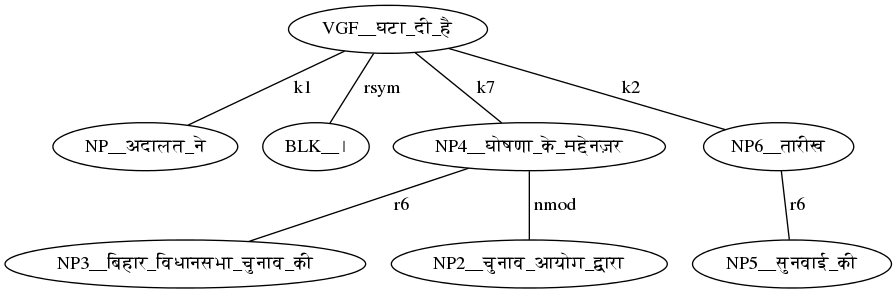 VGF__घटा_दी_है
k1
rsym
k7
k2
NP__अदालत_ने
BLK__।
NP4__घोषणा_के_मद्देनज़र
NP6__तारीख
r6
nmod
r6
NP3__बिहार_विधानसभा_चुनाव_की
NP2__चुनाव_आयोग_द्वारा
NP5__सुनवाई_की